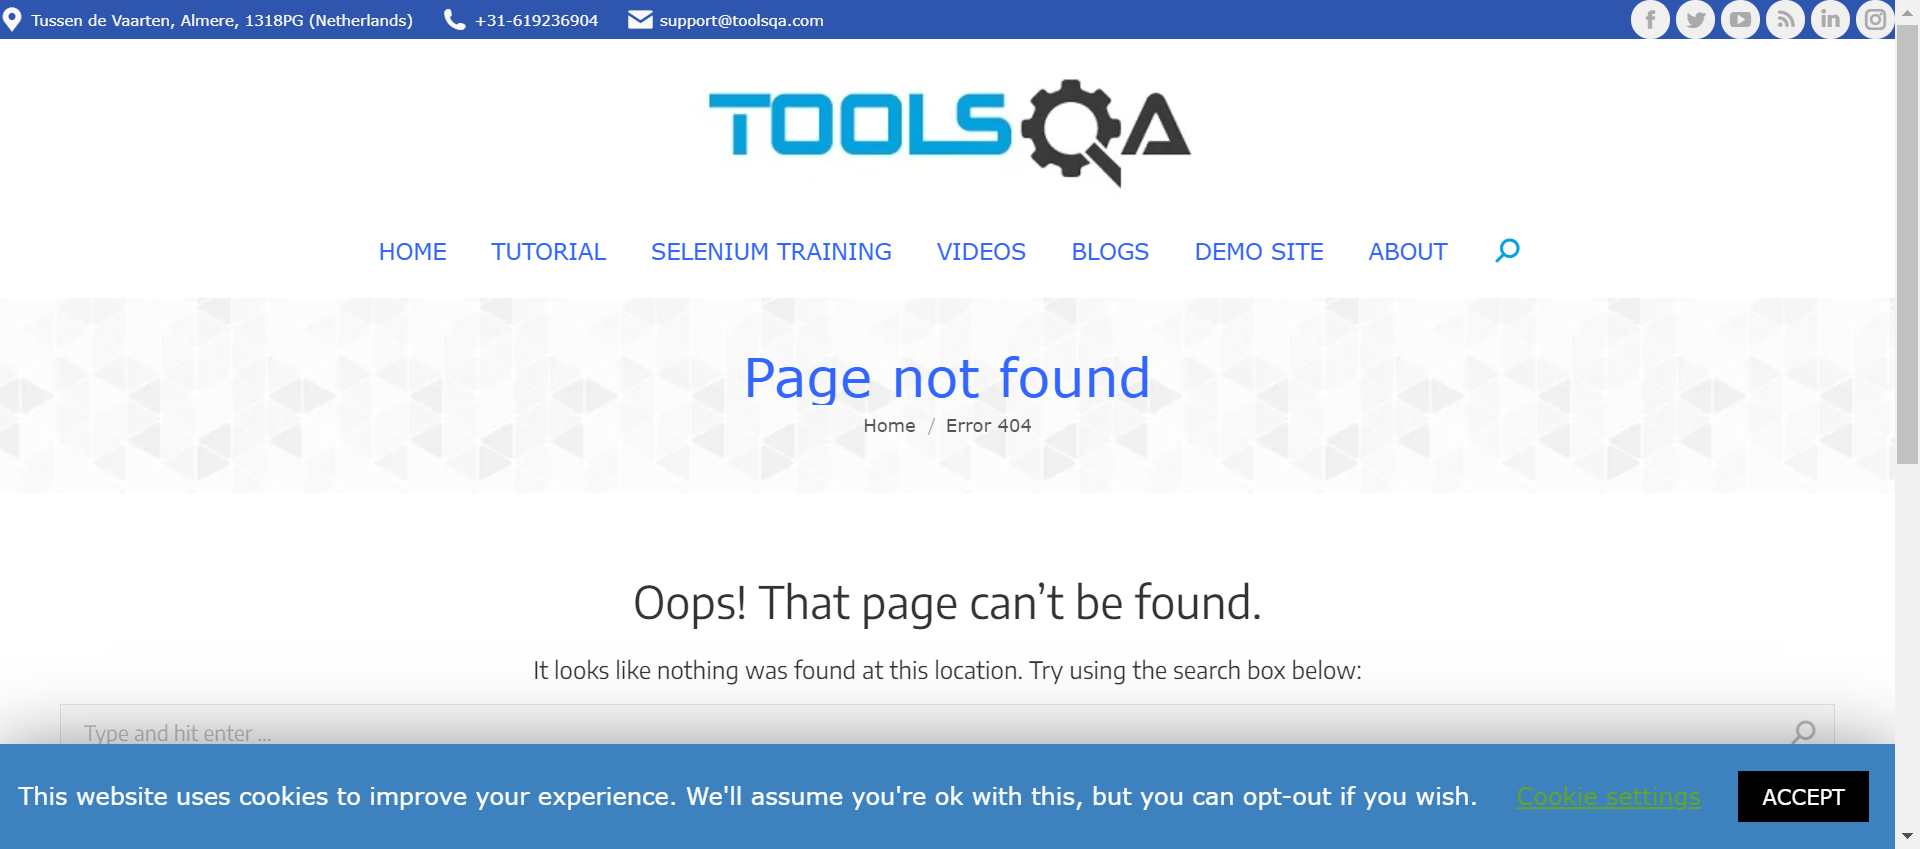 Tussen de Vaarten, Almere, 1318PG (Netherlands) +31-619236904 support@toolsqa.com
TOOLSQA
HOME TUTORIAL SELENIUM TRAINING VIDEOS BLOGS DEMO SITE ABOUT
Page not found
Home / Error 404
Oops! That page can’t be found.
It looks like nothing was found at this location. Try using the search box below:
Type and hit enter ...
This website uses cookies to improve your experience. We'll assume you're ok with this, but you can opt-out if you wish. Cookie settings ACCEPT